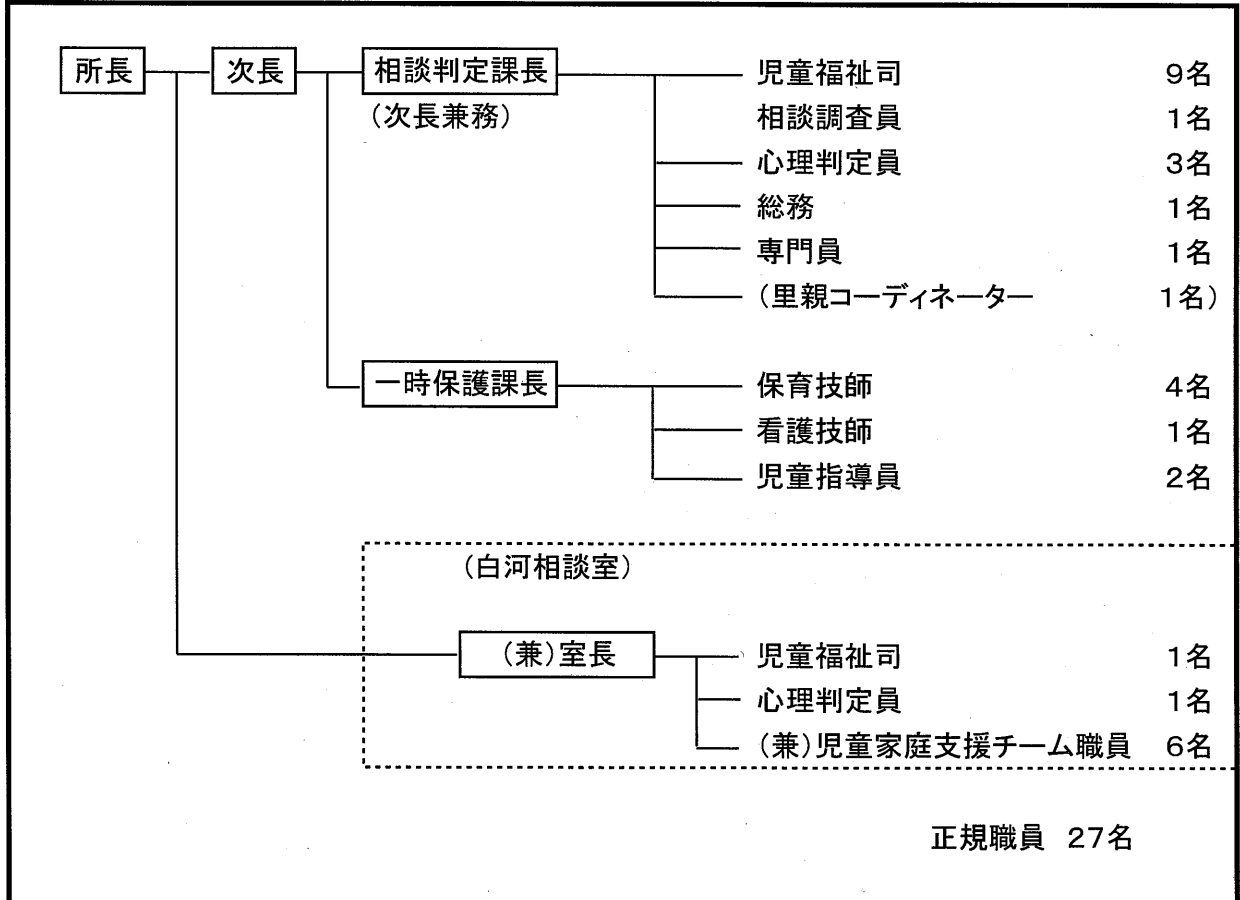 所長 次長 相談判定課長 児童福祉司 9名
(次長兼務) 相談調査員 1名
心理判定員 3名
総務 1名
専門員 1名
(里親コーディネーター 1名)
一時保護課長 保育技師 4名
看護技師 1名
児童指導員 2名
(白河相談室)
(兼)室長 児童福祉司 1名
心理判定員 1名
(兼)児童家庭支援チーム職員 6名
正規職員 27名